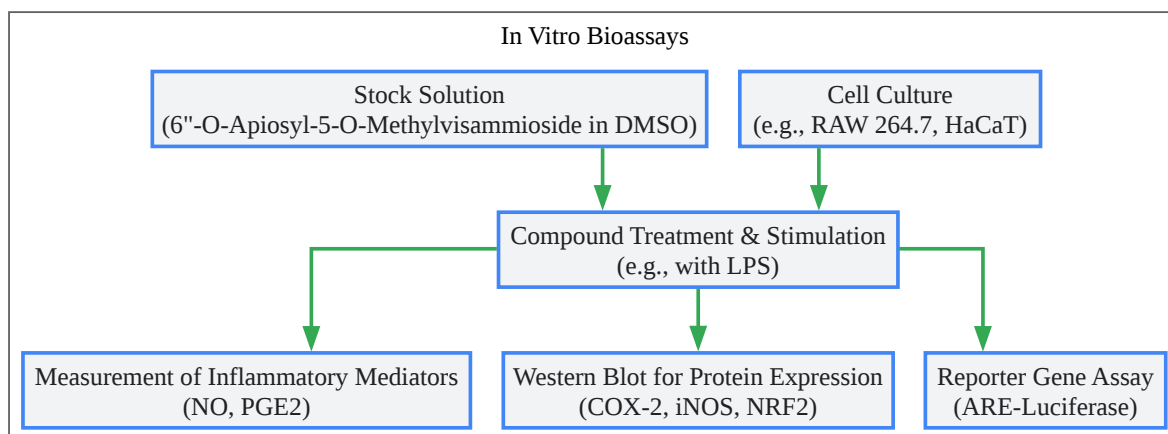 In Vitro Bioassays
Stock Solution
(6"-O-Apiosyl-5-O-Methylvisammioside in DMSO)
Cell Culture
(e.g., RAW 264.7, HaCaT)
Compound Treatment & Stimulation
(e.g., with LPS)
Measurement of Inflammatory Mediators
(NO, PGE2)
Western Blot for Protein Expression
(COX-2, iNOS, NRF2)
Reporter Gene Assay
(ARE-Luciferase)